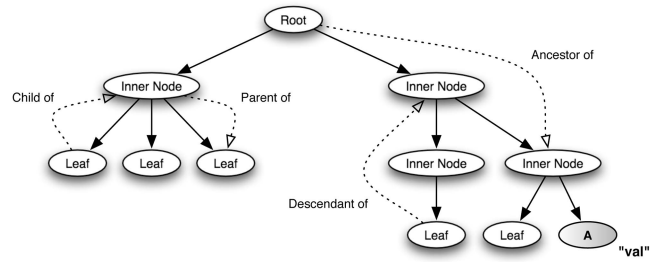 Root
Ancestor of
Inner Node
Inner Node
Child of
Parent of
Leaf
Leaf
Leaf
Inner Node
Inner Node
Descendant of
Leaf
Leaf
A
"val"